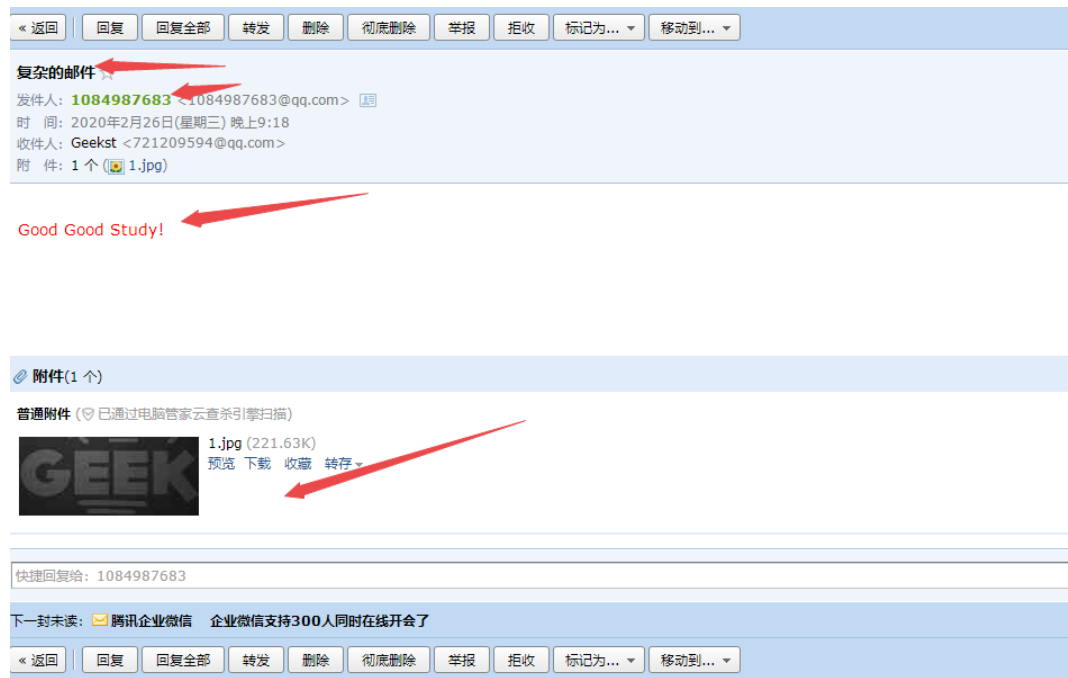 « 返回 回复 回复全部 转发 删除 彻底删除 举报 拒收 标记为... 移动到...
复杂的邮件
发件人: 1084987683 <1084987683@qq.com>
时 间: 2020年2月26日(星期三) 晚上9:18
收件人: Geekst <721209594@qq.com>
附 件: 1 个 (1.jpg)
Good Good Study!
附件(1 个)
普通附件 (已通过电脑管家云查杀引擎扫描)
GEEK
1.jpg (221.63K)
预览 下载 收藏 转存
快捷回复给: 1084987683
下一封未读: 腾讯企业微信 企业微信支持300人同时在线开会了
« 返回 回复 回复全部 转发 删除 彻底删除 举报 拒收 标记为... 移动到...